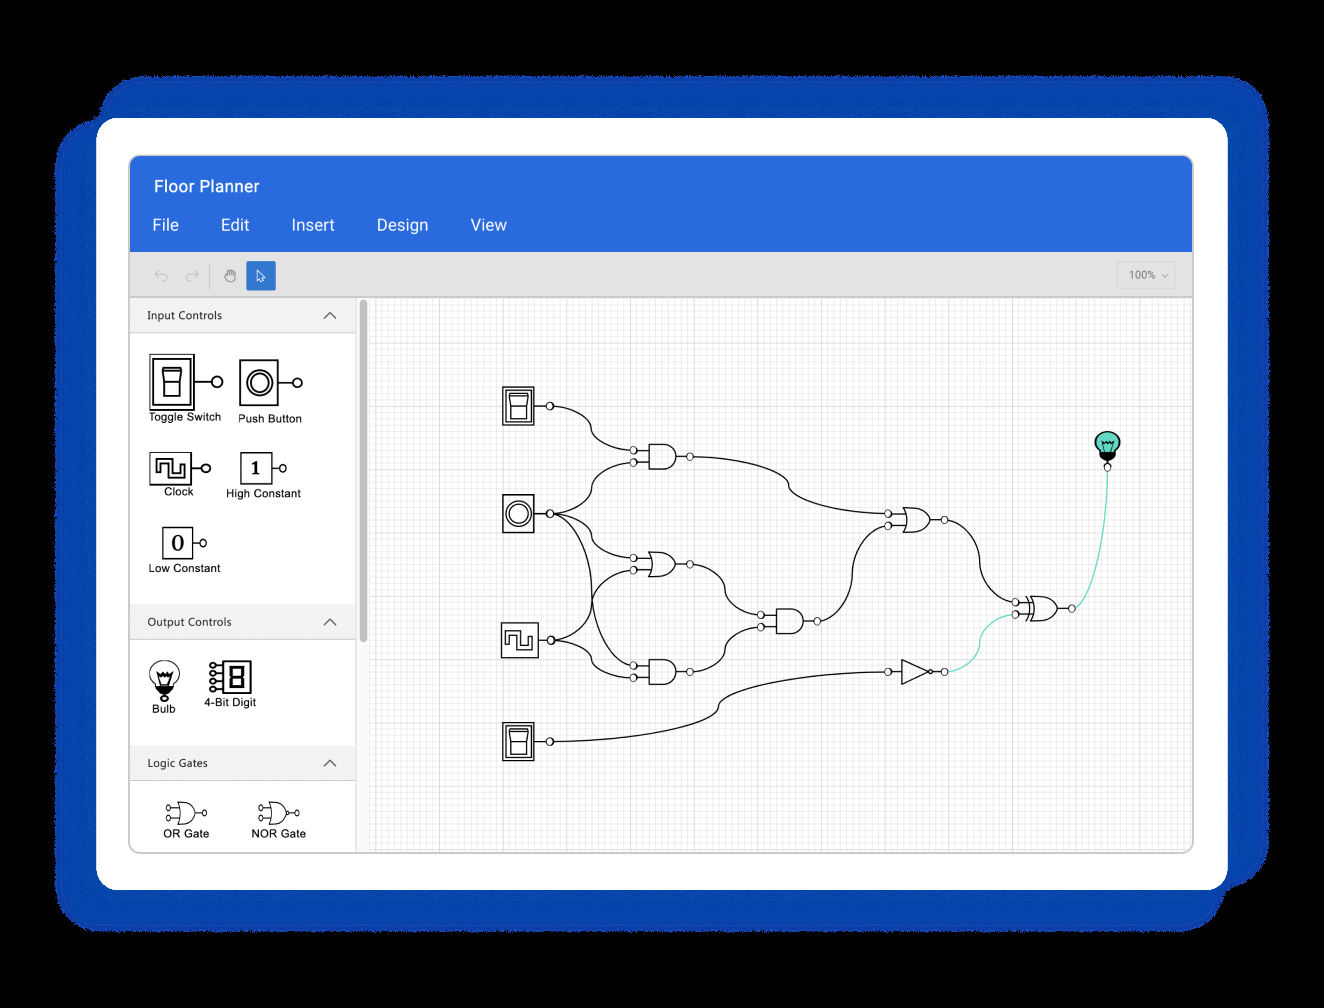 Floor Planner
File Edit Insert Design View
100%
Input Controls
Toggle Switch Push Button
1
Clock High Constant
0
Low Constant
Output Controls
8
Bulb 4-Bit Digit
Logic Gates
OR Gate NOR Gate